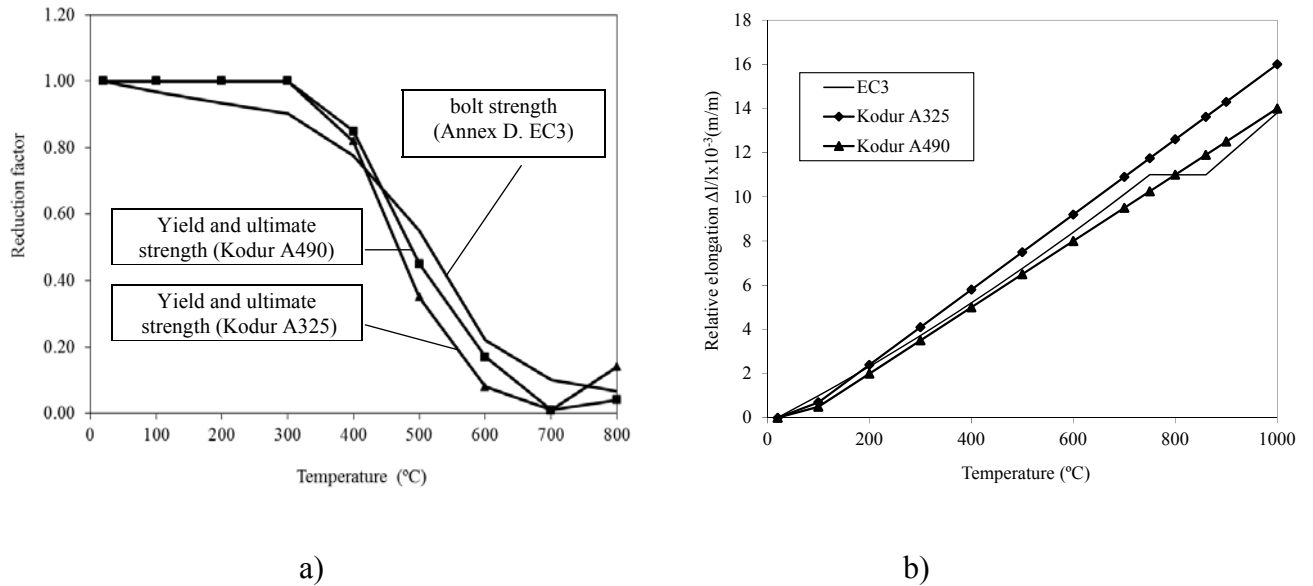 1.20
1.00
0.80
0.60
0.40
0.20
0.00
Reduction factor
bolt strength
(Annex D. EC3)
Yield and ultimate
strength (Kodur A490)
Yield and ultimate
strength (Kodur A325)
0 100 200 300 400 500 600 700 800
Temperature (ºC)
a)
18
16
14
12
10
8
6
4
2
0
Relative elongation Δl/lx10⁻³(m/m)
EC3
Kodur A325
Kodur A490
0 200 400 600 800 1000
Temperature (ºC)
b)